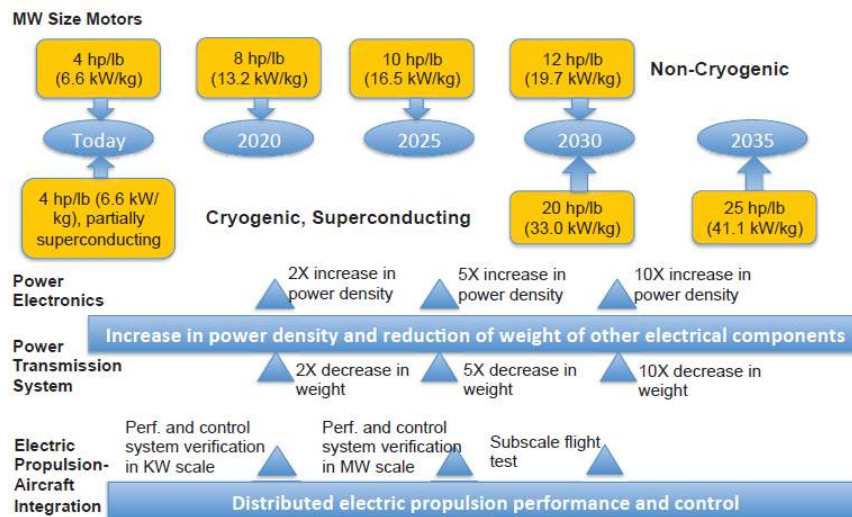 MW Size Motors
4 hp/lb
(6.6 kW/kg)
8 hp/lb
(13.2 kW/kg)
10 hp/lb
(16.5 kW/kg)
12 hp/lb
(19.7 kW/kg)
Non-Cryogenic
Today
2020
2025
2030
2035
4 hp/lb (6.6 kW/
kg), partially
superconducting
Cryogenic, Superconducting
20 hp/lb
(33.0 kW/kg)
25 hp/lb
(41.1 kW/kg)
Power
Electronics
2X increase in
power density
5X increase in
power density
10X increase in
power density
Increase in power density and reduction of weight of other electrical components
Power
Transmission
System
2X decrease in
weight
5X decrease in
weight
10X decrease in
weight
Electric
Propulsion-
Aircraft
Integration
Perf. and control
system verification
in KW scale
Perf. and control
system verification
in MW scale
Subscale flight
test
Distributed electric propulsion performance and control